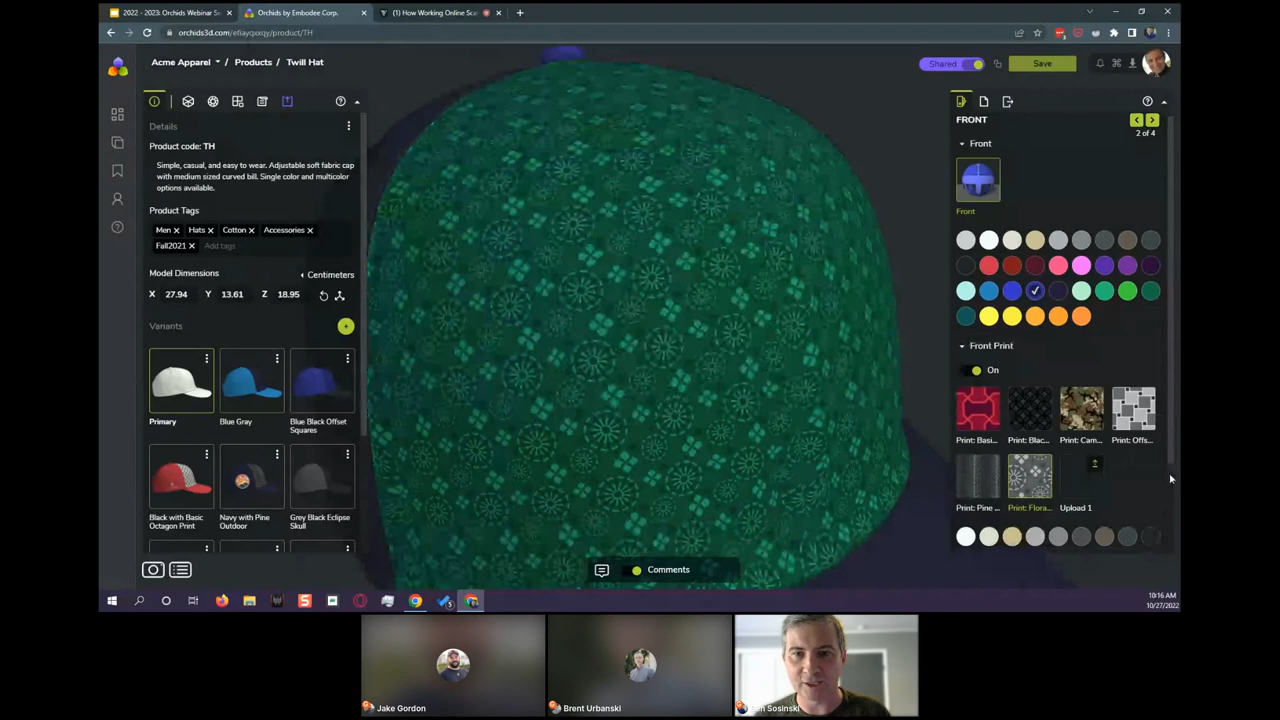 2022 - 2023: Orchids Webinar Se
Orchids by Embodee Corp.
(1) How Working Online Sca
orchids3d.com/efiayqxxqy/product/TH
Acme Apparel / Products / Twill Hat
Shared
Save
Details
Product code: TH
Simple, casual, and easy to wear. Adjustable soft fabric cap
with medium sized curved bill. Single color and multicolor
options available.
Product Tags
Men Hats Cotton Accessories
Fall2021 Add tags
Model Dimensions
Centimeters
X 27.94 Y 13.61 Z 18.95
Variants
Primary
Blue Gray
Blue Black Offset
Squares
Black with Basic
Octagon Print
Navy with Pine
Outdoor
Grey Black Eclipse
Skull
Comments
FRONT
2 of 4
Front
Front
Front Print
On
Print: Basi...
Print: Blac...
Print: Cam...
Print: Offs...
Print: Pine ...
Print: Flora...
Upload 1
10:16 AM
10/27/2022
Jake Gordon
Brent Urbanski
Sosinski